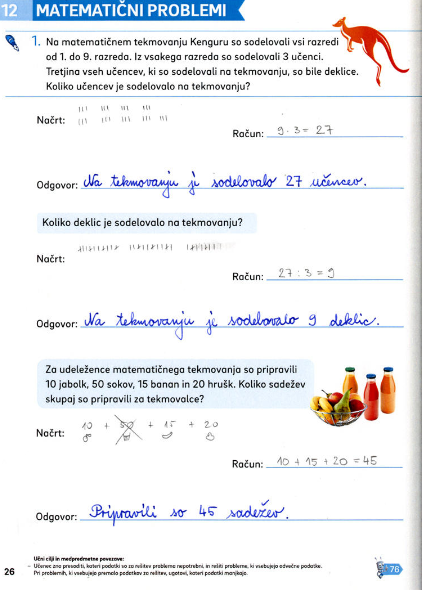 12 MATEMATIČNI PROBLEMI
1. Na matematičnem tekmovanju Kenguru so sodelovali vsi razredi
od 1. do 9. razreda. Iz vsakega razreda so sodelovali 3 učenci.
Tretjina vseh učencev, ki so sodelovali na tekmovanju, so bile deklice.
Koliko učencev je sodelovalo na tekmovanju?
Načrt:
Račun: 9 · 3 = 27
Odgovor: Na tekmovanju je sodelovalo 27 učencev.
Koliko deklic je sodelovalo na tekmovanju?
Načrt:
Račun: 27 : 3 = 9
Odgovor: Na tekmovanju je sodelovalo 9 deklic.
Za udeležence matematičnega tekmovanja so pripravili
10 jabolk, 50 sokov, 15 banan in 20 hrušk. Koliko sadežev
skupaj so pripravili za tekmovalce?
Načrt: 10 + 50 + 15 + 20
Račun: 10 + 15 + 20 = 45
Odgovor: Pripravili so 45 sadežev.
Učni cilji in medpredmetne povezave:
– Učenec zna presoditi, kateri podatki so za rešitev problema nepotrebni, in rešiti probleme, ki vsebujejo odvečne podatke.
Pri problemih, ki vsebujejo premalo podatkov za rešitev, ugotovi, kateri podatki manjkajo.
26
76